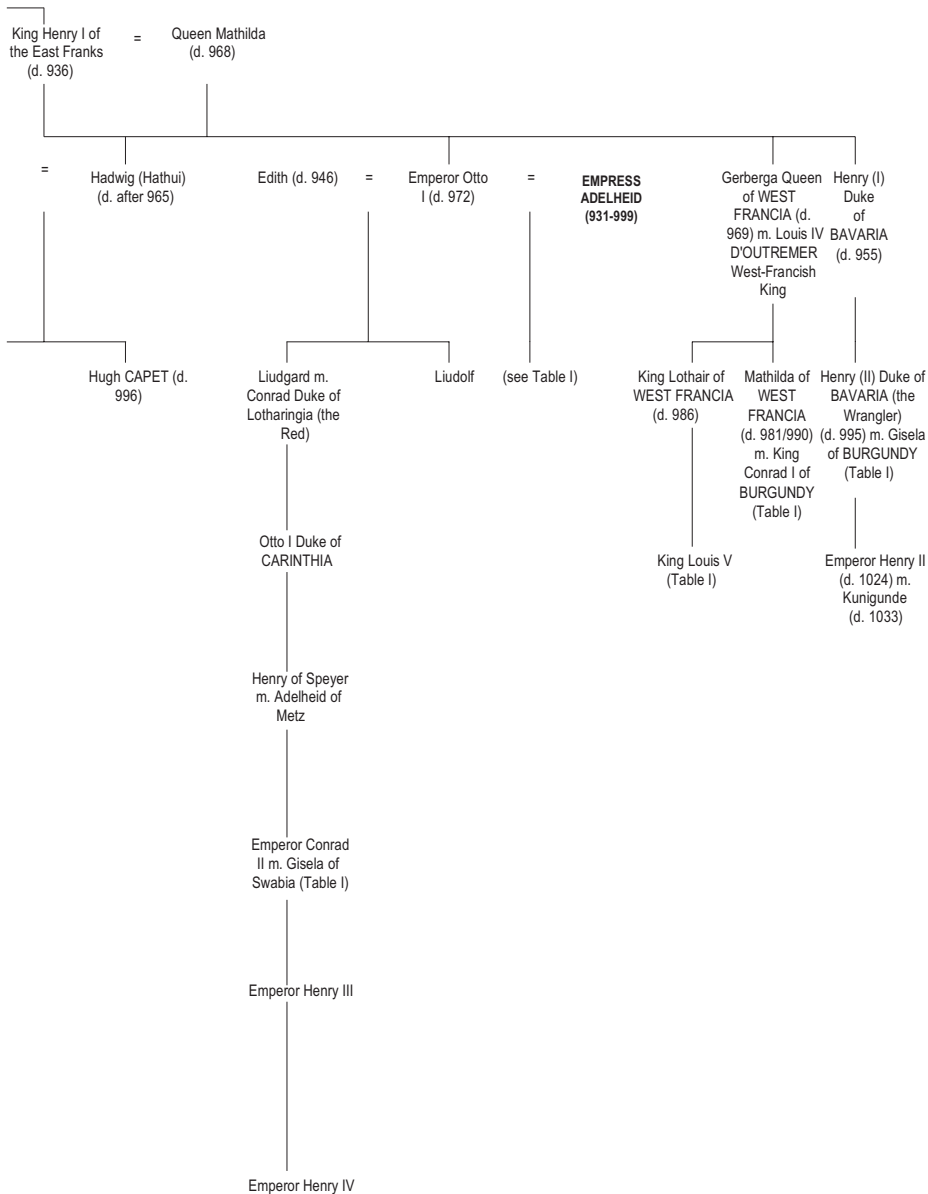 King Henry I of
the East Franks
(d. 936)
=
Queen Mathilda
(d. 968)
=
Hadwig (Hathui)
(d. after 965)
Edith (d. 946)
=
Emperor Otto
I (d. 972)
=
EMPRESS
ADELHEID
(931-999)
Gerberga Queen
of WEST
FRANCIA (d.
969) m. Louis IV
D'OUTREMER
West-Francish
King
Henry (I)
Duke
of
BAVARIA
(d. 955)
Hugh CAPET (d.
996)
Liudgard m.
Conrad Duke of
Lotharingia (the
Red)
Liudolf
(see Table I)
King Lothair of
WEST FRANCIA
(d. 986)
Mathilda of
WEST
FRANCIA
(d. 981/990)
m. King
Conrad I of
BURGUNDY
(Table I)
Henry (II) Duke of
BAVARIA (the
Wrangler)
(d. 995) m. Gisela
of BURGUNDY
(Table I)
Otto I Duke of
CARINTHIA
King Louis V
(Table I)
Emperor Henry II
(d. 1024) m.
Kunigunde
(d. 1033)
Henry of Speyer
m. Adelheid of
Metz
Emperor Conrad
II m. Gisela of
Swabia (Table I)
Emperor Henry III
Emperor Henry IV